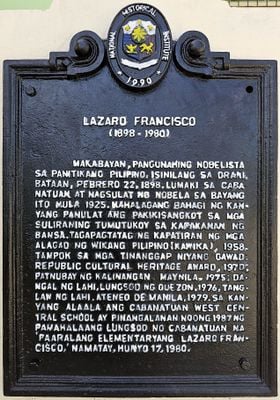 NATIONAL HISTORICAL INSTITUTE
1990
LAZARO FRANCISCO
(1898 - 1980)
MAKABAYAN, PANGUNAHING NOBELISTA
SA PANITIKANG PILIPINO. ISINILANG SA ORANI,
BATAAN, PEBRERO 22, 1898. LUMAKI SA CABA
NATUAN AT NAGSULAT NG NOBELA SA BAYANG
ITO MULA 1925. MAHALAGANG BAHAGI NG KAN-
YANG PANULAT ANG PAKIKISANGKOT SA MGA
SULIRANING TUMUTUKOY SA KAPAKANAN NG
BANSA. TAGAPAGTATAG NG KAPATIRAN NG MGA
ALAGAD NG WIKANG PILIPINO (KAWIKA), 1958.
TAMPOK SA MGA TINANGGAP NIYANG GAWAD:
REPUBLIC CULTURAL HERITAGE AWARD, 1970;
PATNUBAY NG KALINANGAN, MAYNILA, 1975; DA-
NGAL NG LAHI, LUNGSOD NG QUEZON, 1976; TANG-
LAW NG LAHI, ATENEO DE MANILA, 1979. SA KAN-
YANG ALAALA ANG CABANATUAN WEST CEN-
TRAL SCHOOL AY PINANGALANAN NOONG 1987 NG
PAMAHALAANG LUNGSOD NG CABANATUAN NA
"PAARALANG ELEMENTARYANG LAZARO FRAN-
CISCO." NAMATAY, HUNYO 17, 1980.